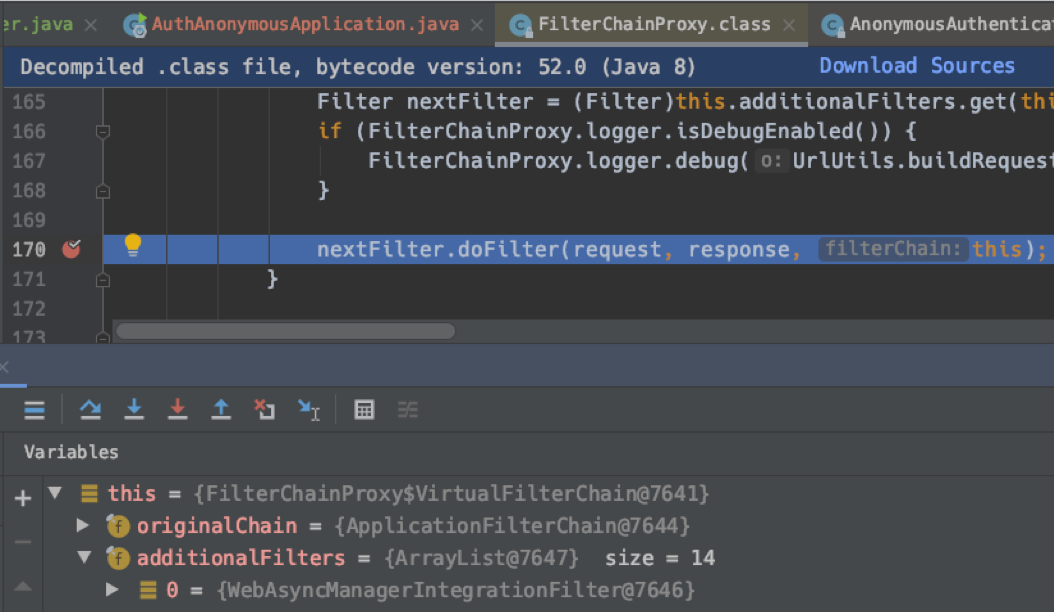 er.java AuthAnonymousApplication.java FilterChainProxy.class AnonymousAuthentica
Decompiled .class file, bytecode version: 52.0 (Java 8) Download Sources
165 Filter nextFilter = (Filter)this.additionalFilters.get(thi
166 if (FilterChainProxy.logger.isDebugEnabled()) {
167 FilterChainProxy.logger.debug( o: UrlUtils.buildRequest
168 }
169
170 nextFilter.doFilter(request, response, filterChain: this);
171 }
172
173
Variables
this = {FilterChainProxy$VirtualFilterChain@7641}
originalChain = {ApplicationFilterChain@7644}
additionalFilters = {ArrayList@7647} size = 14
0 = {WebAsyncManagerIntegrationFilter@7646}